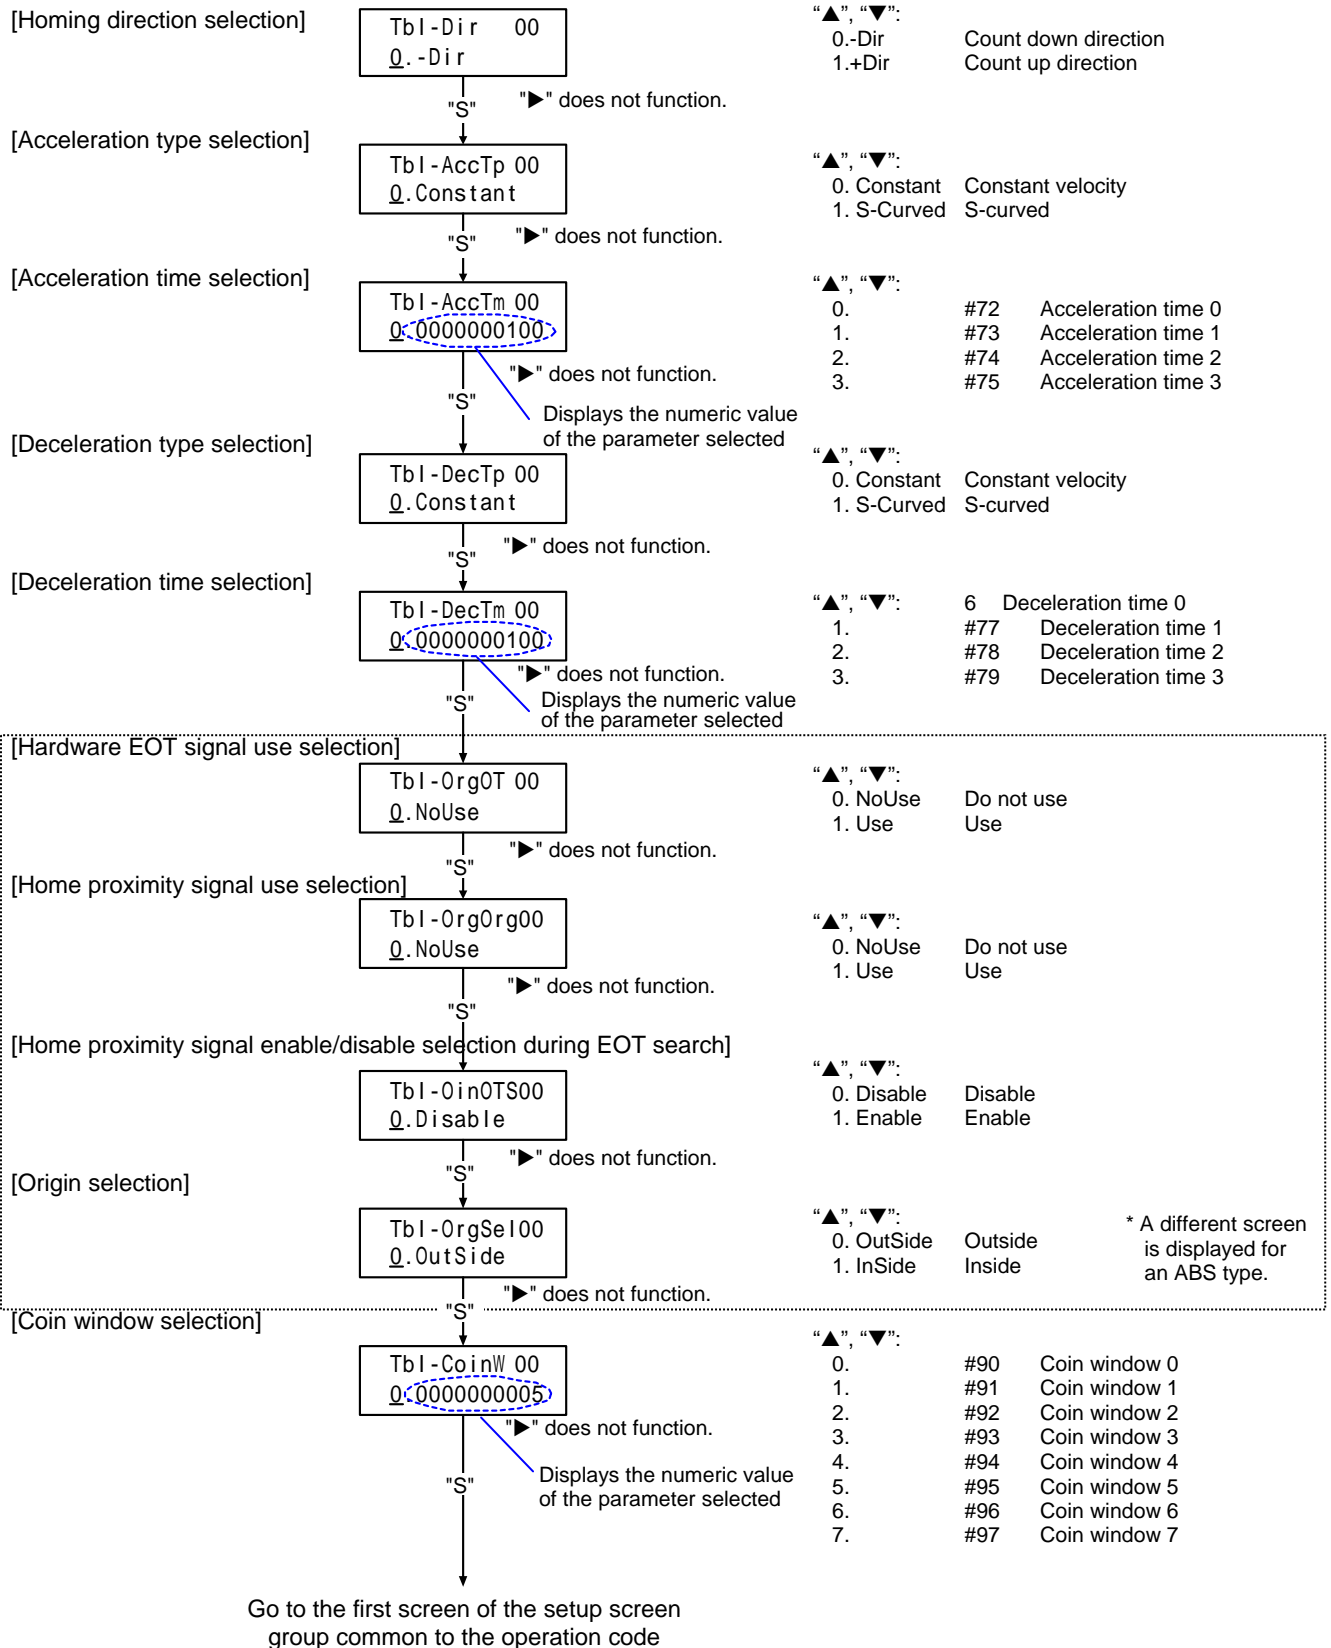 [Homing direction selection]
Tbl-Dir 00
0.-Dir
"S"
"▶" does not function.
“▲”, “▼”:
0.-Dir Count down direction
1.+Dir Count up direction
[Acceleration type selection]
Tbl-AccTp 00
0.Constant
"S"
"▶" does not function.
“▲”, “▼”:
0. Constant Constant velocity
1. S-Curved S-curved
[Acceleration time selection]
Tbl-AccTm 00
0.0000000100
"▶" does not function.
"S"
Displays the numeric value
of the parameter selected
“▲”, “▼”:
0. #72 Acceleration time 0
1. #73 Acceleration time 1
2. #74 Acceleration time 2
3. #75 Acceleration time 3
[Deceleration type selection]
Tbl-DecTp 00
0.Constant
"S"
"▶" does not function.
“▲”, “▼”:
0. Constant Constant velocity
1. S-Curved S-curved
[Deceleration time selection]
Tbl-DecTm 00
0.0000000100
"▶" does not function.
"S"
Displays the numeric value
of the parameter selected
“▲”, “▼”: 6 Deceleration time 0
1. #77 Deceleration time 1
2. #78 Deceleration time 2
3. #79 Deceleration time 3
[Hardware EOT signal use selection]
Tbl-OrgOT 00
0.NoUse
"▶" does not function.
"S"
“▲”, “▼”:
0. NoUse Do not use
1. Use Use
[Home proximity signal use selection]
Tbl-OrgOrg00
0.NoUse
"▶" does not function.
"S"
“▲”, “▼”:
0. NoUse Do not use
1. Use Use
[Home proximity signal enable/disable selection during EOT search]
Tbl-OinOTS00
0.Disable
"▶" does not function.
"S"
“▲”, “▼”:
0. Disable Disable
1. Enable Enable
[Origin selection]
Tbl-OrgSel00
0.OutSide
"▶" does not function.
"S"
“▲”, “▼”:
0. OutSide Outside
1. InSide Inside
* A different screen
is displayed for
an ABS type.
[Coin window selection]
Tbl-CoinW 00
0.0000000005
"▶" does not function.
"S"
Displays the numeric value
of the parameter selected
“▲”, “▼”:
0. #90 Coin window 0
1. #91 Coin window 1
2. #92 Coin window 2
3. #93 Coin window 3
4. #94 Coin window 4
5. #95 Coin window 5
6. #96 Coin window 6
7. #97 Coin window 7
Go to the first screen of the setup screen
group common to the operation code